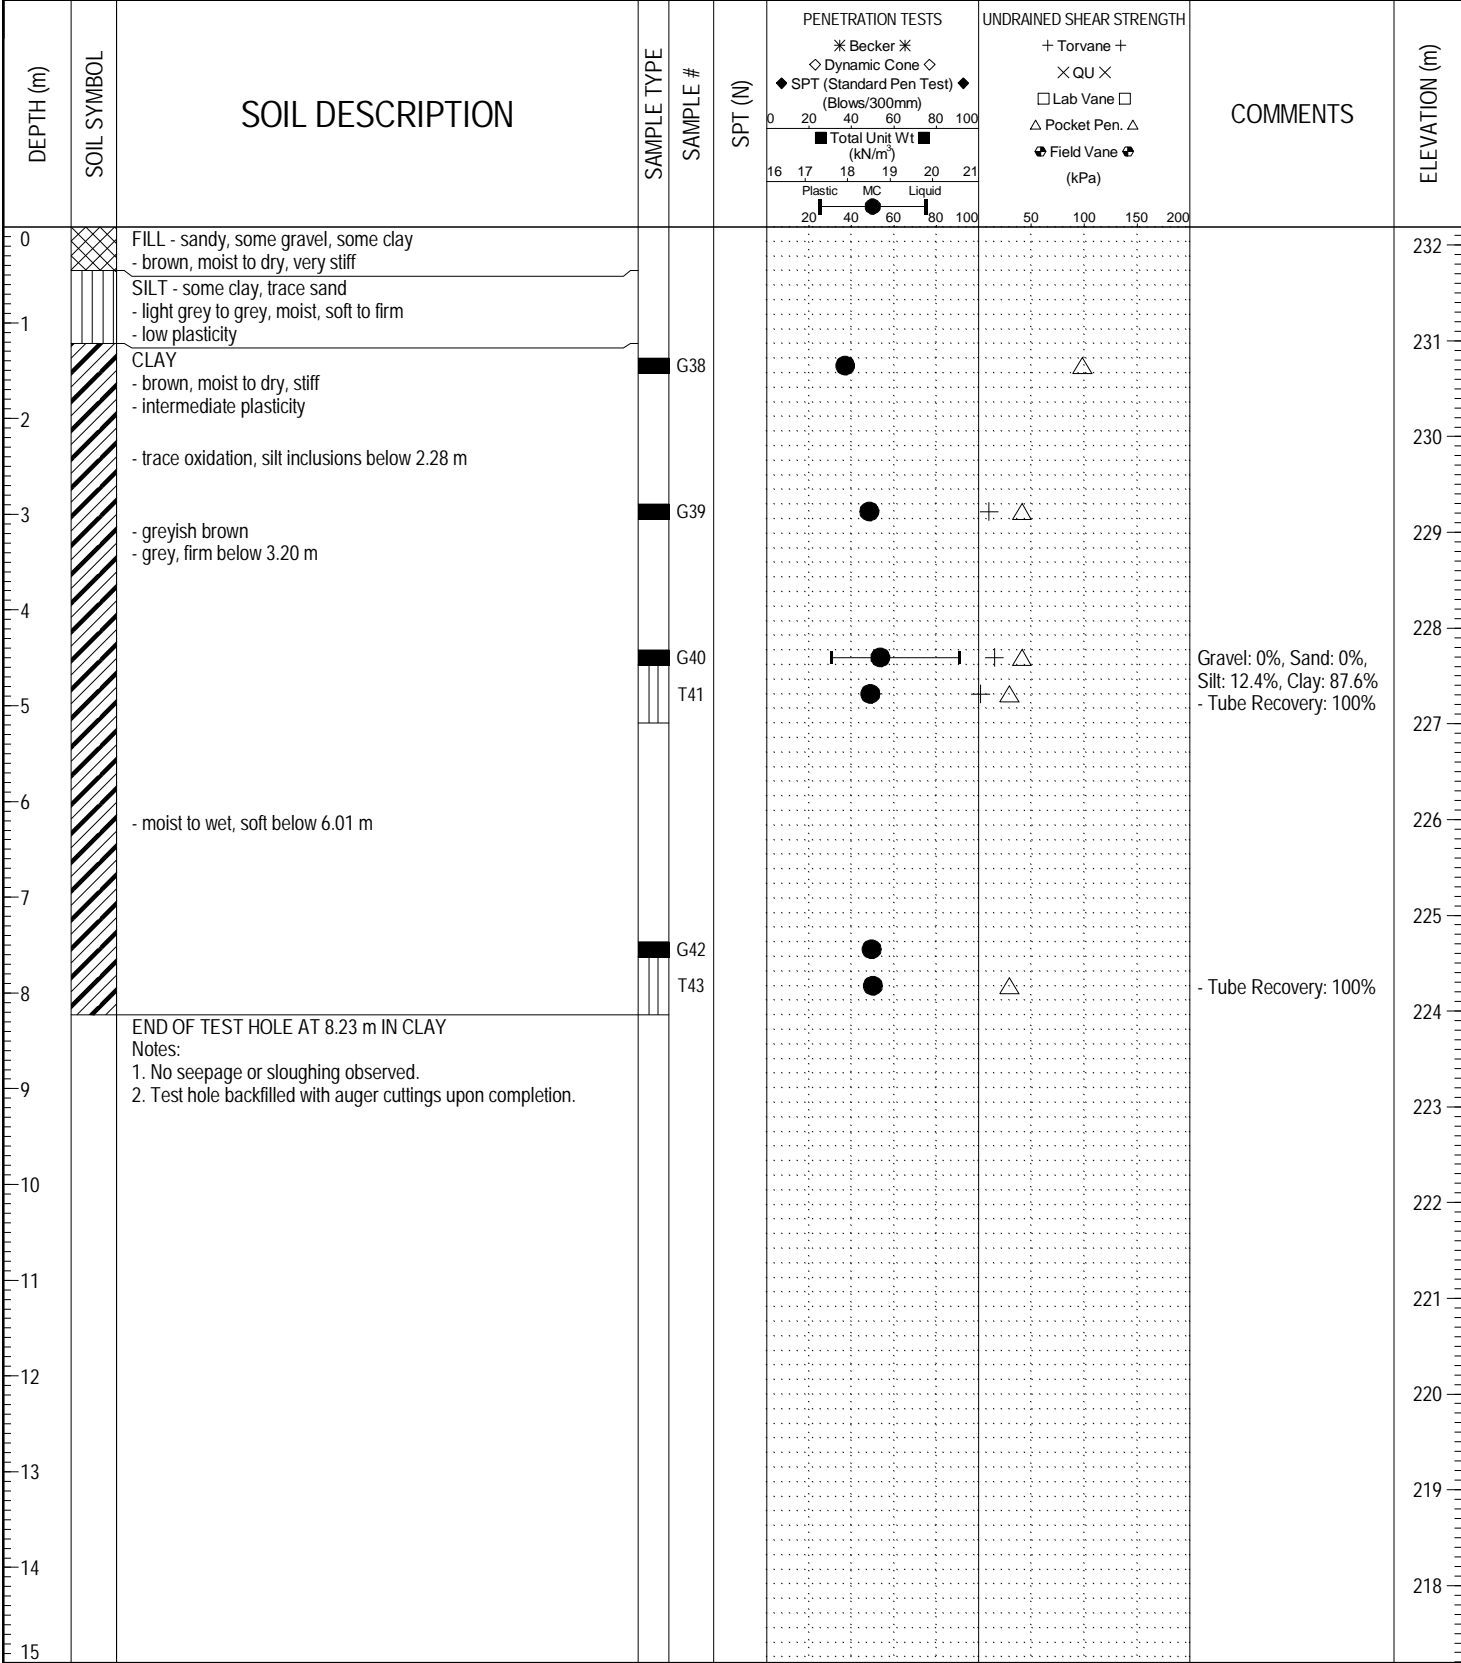 DEPTH (m)
SOIL SYMBOL
SOIL DESCRIPTION
SAMPLE TYPE
SAMPLE #
SPT (N)
PENETRATION TESTS
✳ Becker ✳
◇ Dynamic Cone ◇
◆ SPT (Standard Pen Test) ◆
(Blows/300mm)
0 20 40 60 80 100
■ Total Unit Wt ■
(kN/m³)
16 17 18 19 20 21
Plastic MC Liquid
20 40 60 80 100
UNDRAINED SHEAR STRENGTH
+ Torvane +
× QU ×
□ Lab Vane □
△ Pocket Pen. △
Field Vane
(kPa)
50 100 150 200
COMMENTS
ELEVATION (m)
0
FILL - sandy, some gravel, some clay
- brown, moist to dry, very stiff
232
SILT - some clay, trace sand
- light grey to grey, moist, soft to firm
- low plasticity
1
231
CLAY
G38
- brown, moist to dry, stiff
- intermediate plasticity
2
230
- trace oxidation, silt inclusions below 2.28 m
3
G39
- greyish brown
229
- grey, firm below 3.20 m
4
228
G40
Gravel: 0%, Sand: 0%,
Silt: 12.4%, Clay: 87.6%
T41
- Tube Recovery: 100%
5
227
6
226
- moist to wet, soft below 6.01 m
7
225
G42
T43
- Tube Recovery: 100%
8
224
END OF TEST HOLE AT 8.23 m IN CLAY
Notes:
1. No seepage or sloughing observed.
2. Test hole backfilled with auger cuttings upon completion.
9
223
10
222
11
221
12
220
13
219
14
218
15